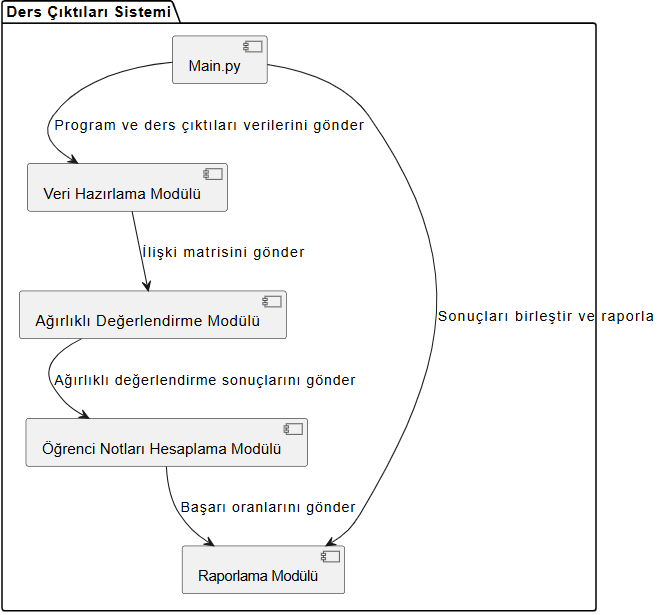 Ders Çıktıları Sistemi
Main.py
Program ve ders çıktıları verilerini gönder
Veri Hazırlama Modülü
İlişki matrisini gönder
Ağırlıklı Değerlendirme Modülü
Sonuçları birleştir ve raporla
Ağırlıklı değerlendirme sonuçlarını gönder
Öğrenci Notları Hesaplama Modülü
Başarı oranlarını gönder
Raporlama Modülü